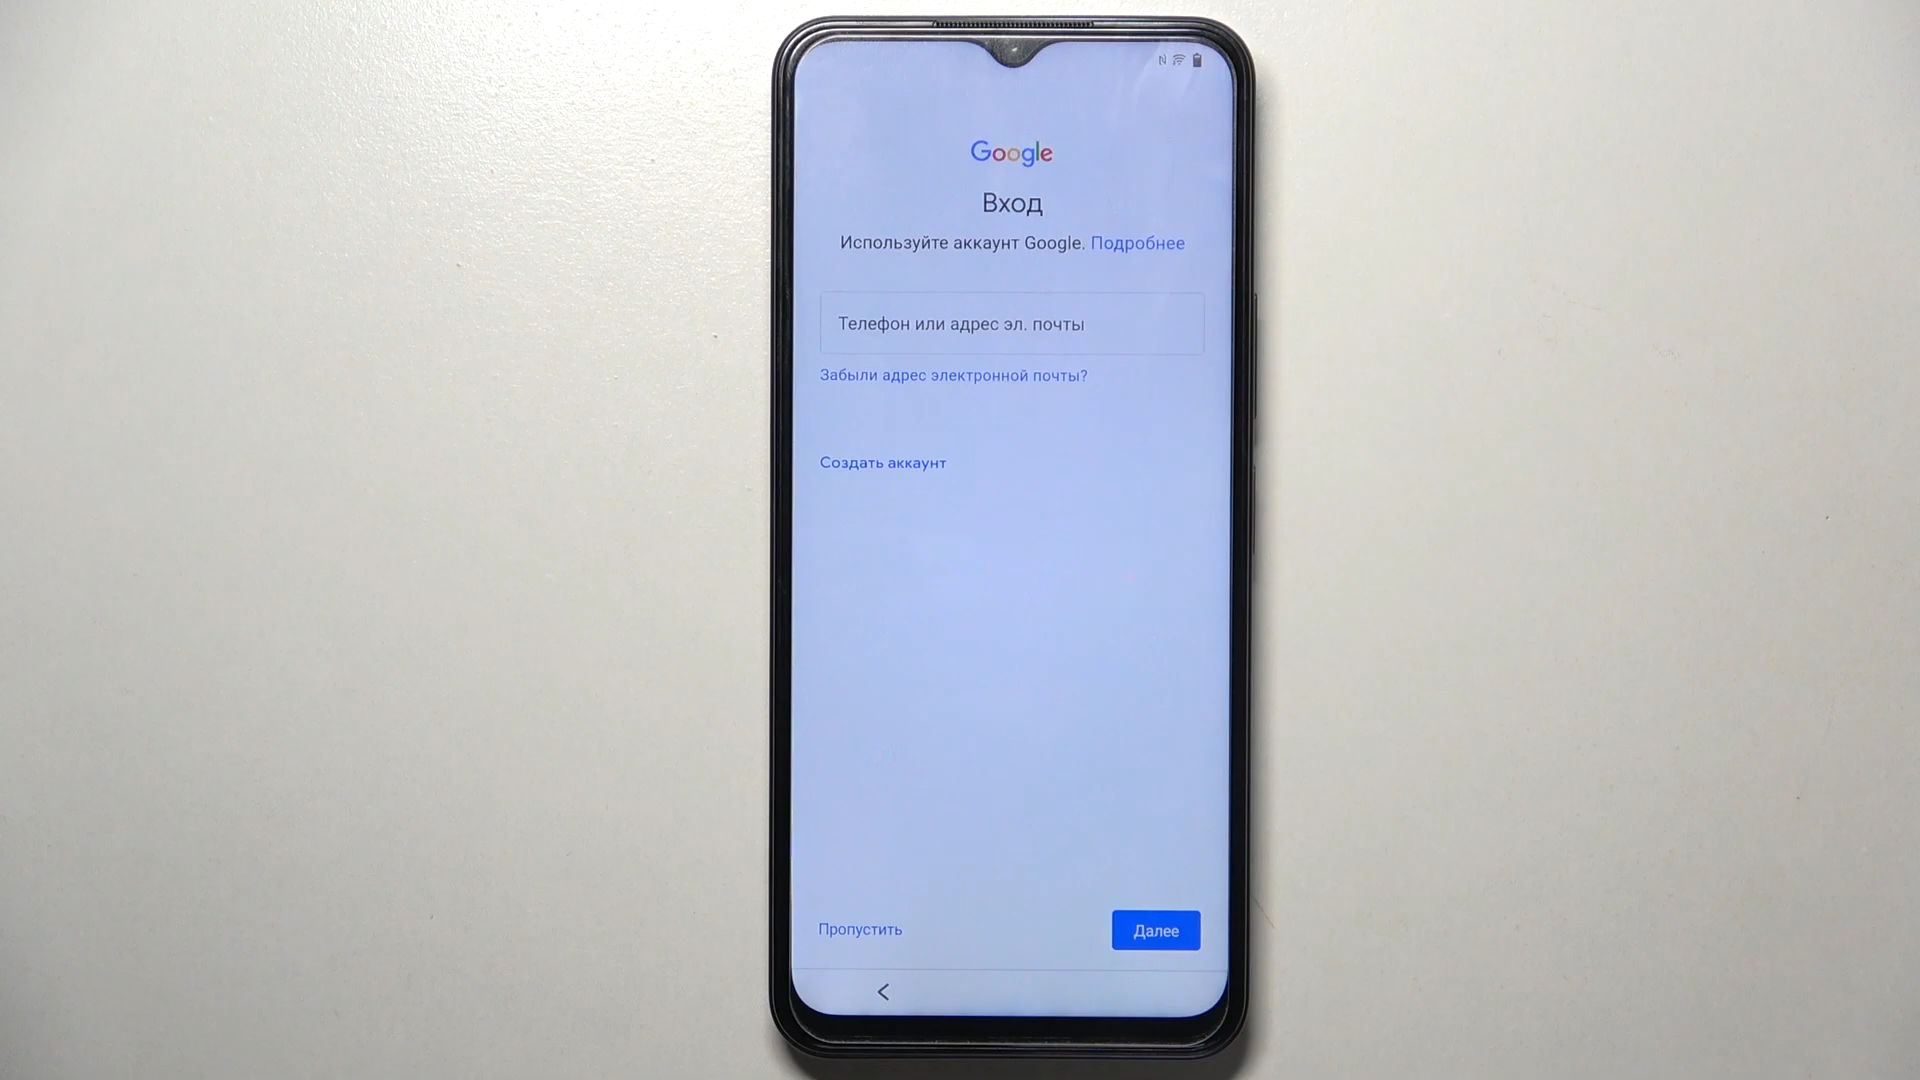 Google
Вход
Используйте аккаунт Google. Подробнее
Телефон или адрес эл. почты
Забыли адрес электронной почты?
Создать аккаунт
Пропустить
Далее